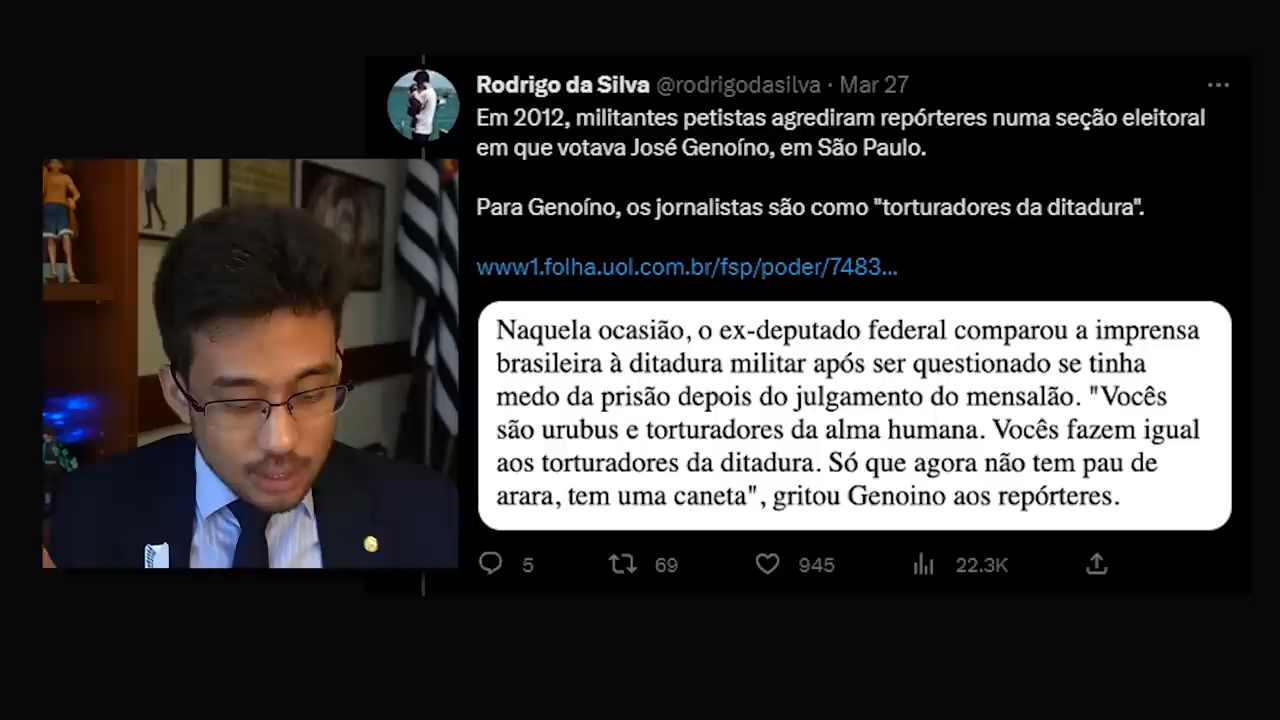 Rodrigo da Silva @rodrigodasilva · Mar 27
Em 2012, militantes petistas agrediram repórteres numa seção eleitoral
em que votava José Genoíno, em São Paulo.
Para Genoíno, os jornalistas são como "torturadores da ditadura".
www1.folha.uol.com.br/fsp/poder/7483...
Naquela ocasião, o ex-deputado federal comparou a imprensa
brasileira à ditadura militar após ser questionado se tinha
medo da prisão depois do julgamento do mensalão. "Vocês
são urubus e torturadores da alma humana. Vocês fazem igual
aos torturadores da ditadura. Só que agora não tem pau de
arara, tem uma caneta", gritou Genoino aos repórteres.
5 69 945 22.3K